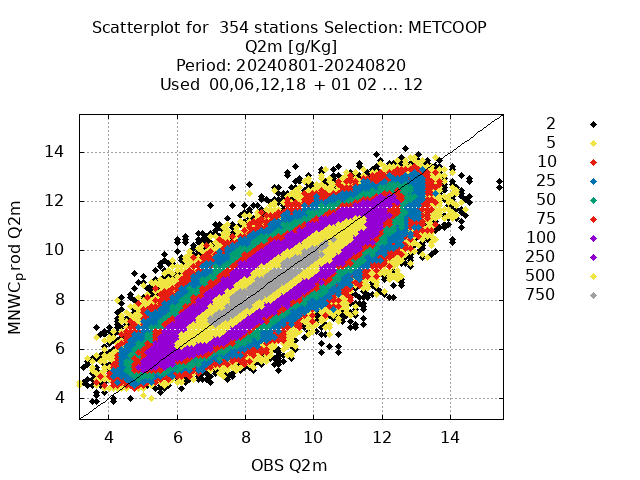 Scatterplot for  354 stations Selection: METCOOP
Q2m [g/Kg]
Period: 20240801-20240820
Used  00,06,12,18 + 01 02 ... 12
14
12
10
8
6
4
MNWC_prod Q2m
4 6 8 10 12 14
OBS Q2m
2
5
10
25
50
75
100
250
500
750